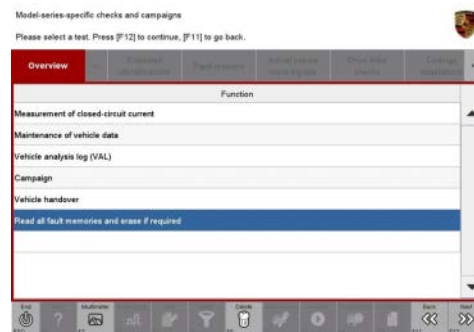 Model-series-specific checks and campaigns
Please select a test. Press [F12] to continue, [F11] to go back.
Overview
Function
Measurement of closed-circuit current
Maintenance of vehicle data
Vehicle analysis log (VAL)
Campaign
Vehicle handover
Read all fault memories and erase if required
End Multimeter Delete Back Next